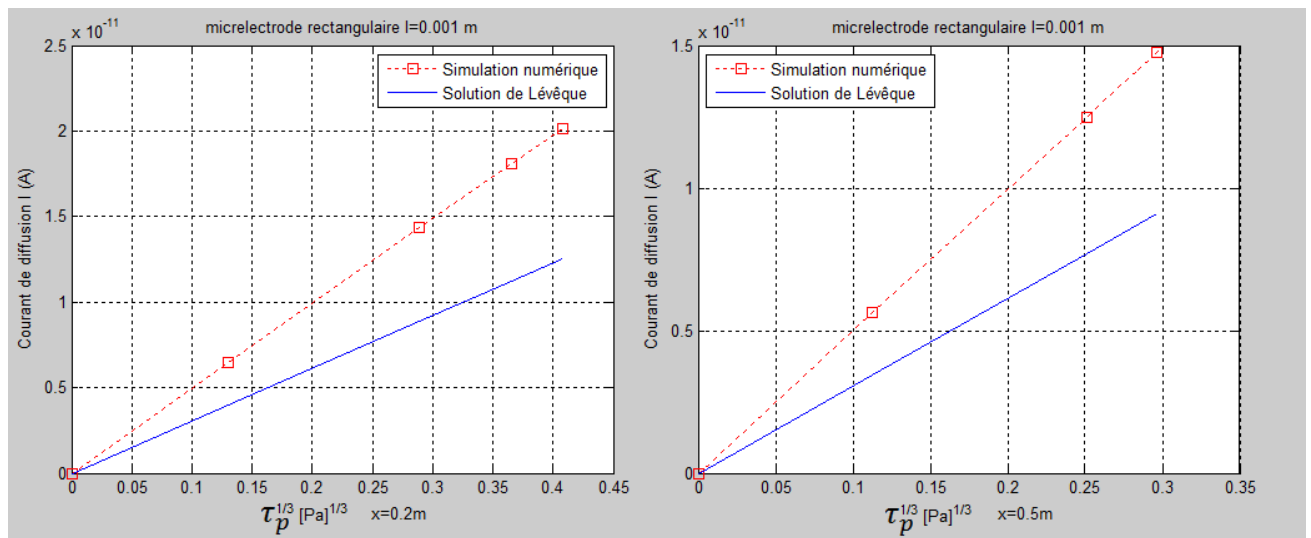 x 10⁻¹¹
micrelectrode rectangulaire l=0.001 m
2.5
2
1.5
1
0.5
0
Courant de diffusion I (A)
Simulation numérique
Solution de Lévêque
0 0.05 0.1 0.15 0.2 0.25 0.3 0.35 0.4 0.45
τₚ^1/3 [Pa]^1/3 x=0.2m
x 10⁻¹¹
micrelectrode rectangulaire l=0.001 m
1.5
1
0.5
0
Courant de diffusion I (A)
Simulation numérique
Solution de Lévêque
0 0.05 0.1 0.15 0.2 0.25 0.3 0.35
τₚ^1/3 [Pa]^1/3 x=0.5m